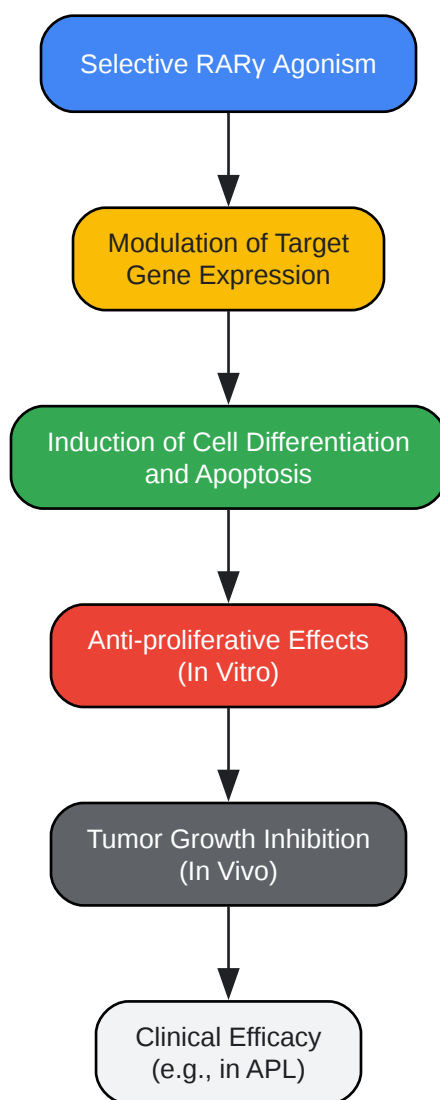 Selective RARγ Agonism
Modulation of Target
Gene Expression
Induction of Cell Differentiation
and Apoptosis
Anti-proliferative Effects
(In Vitro)
Tumor Growth Inhibition
(In Vivo)
Clinical Efficacy
(e.g., in APL)